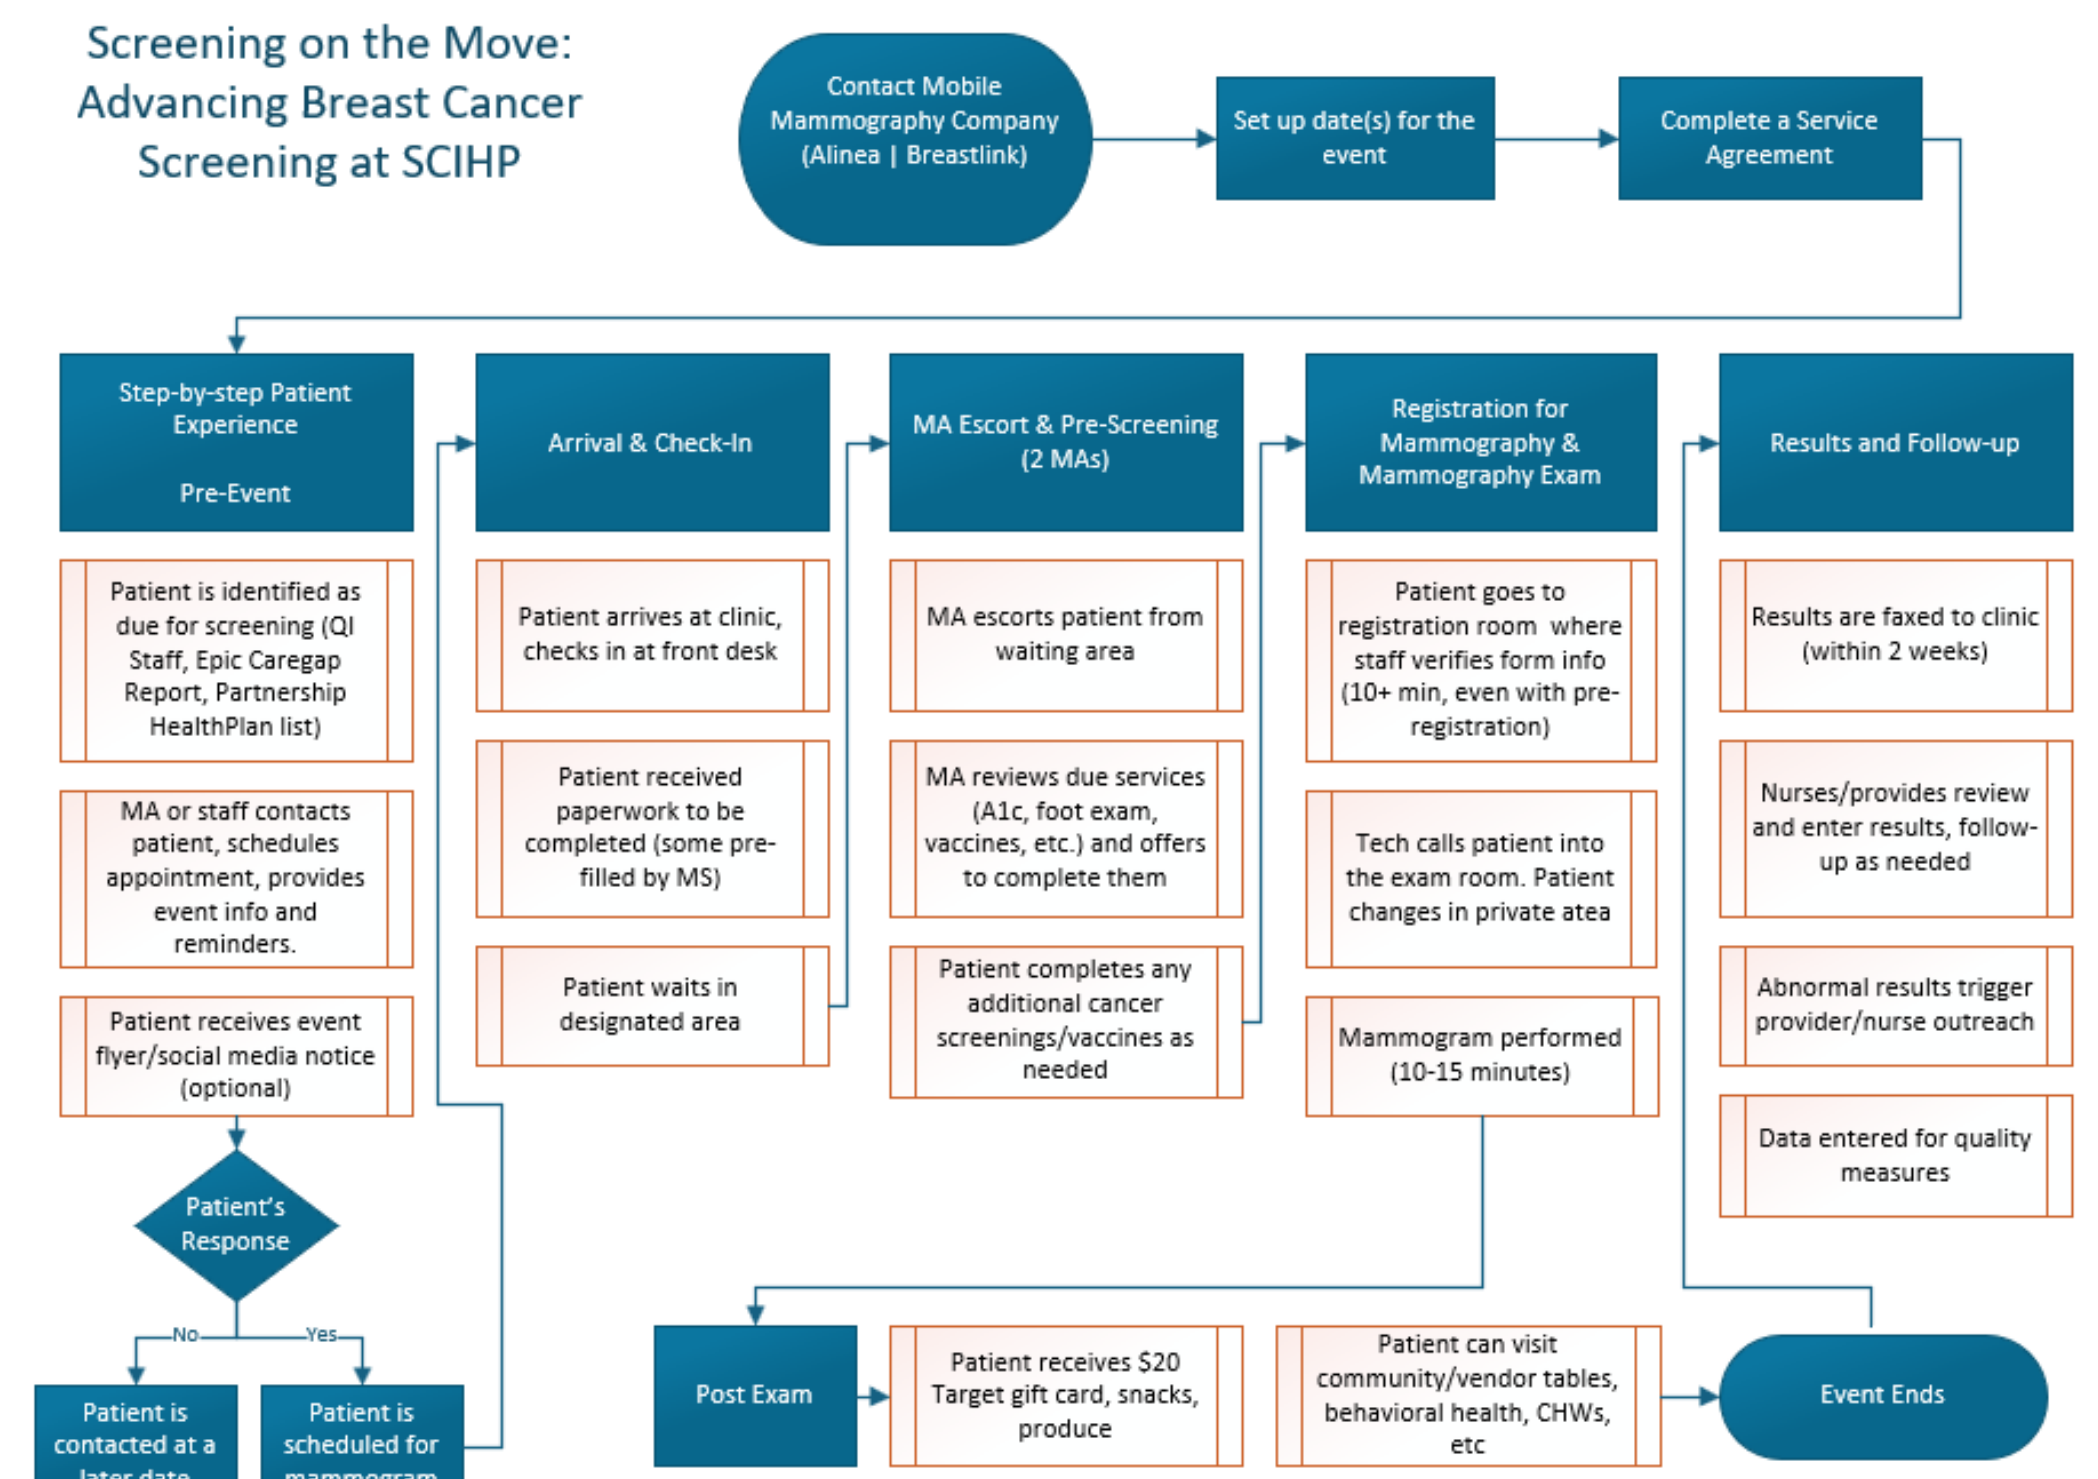 Screening on the Move:
Advancing Breast Cancer
Screening at SCIHP
Contact Mobile
Mammography Company
(Alinea | Breastlink)
Set up date(s) for the
event
Complete a Service
Agreement
Step-by-step Patient
Experience
Pre-Event
Patient is identified as
due for screening (QI
Staff, Epic Caregap
Report, Partnership
HealthPlan list)
MA or staff contacts
patient, schedules
appointment, provides
event info and
reminders.
Patient receives event
flyer/social media notice
(optional)
Patient's
Response
No
Yes
Patient is
contacted at a
later date
Patient is
scheduled for
mammogram
Arrival & Check-In
Patient arrives at clinic,
checks in at front desk
Patient received
paperwork to be
completed (some pre-
filled by MS)
Patient waits in
designated area
MA Escort & Pre-Screening
(2 MAs)
MA escorts patient from
waiting area
MA reviews due services
(A1c, foot exam,
vaccines, etc.) and offers
to complete them
Patient completes any
additional cancer
screenings/vaccines as
needed
Registration for
Mammography &
Mammography Exam
Patient goes to
registration room where
staff verifies form info
(10+ min, even with pre-
registration)
Tech calls patient into
the exam room. Patient
changes in private atea
Mammogram performed
(10-15 minutes)
Post Exam
Patient receives $20
Target gift card, snacks,
produce
Patient can visit
community/vendor tables,
behavioral health, CHWs,
etc
Event Ends
Results and Follow-up
Results are faxed to clinic
(within 2 weeks)
Nurses/provides review
and enter results, follow-
up as needed
Abnormal results trigger
provider/nurse outreach
Data entered for quality
measures